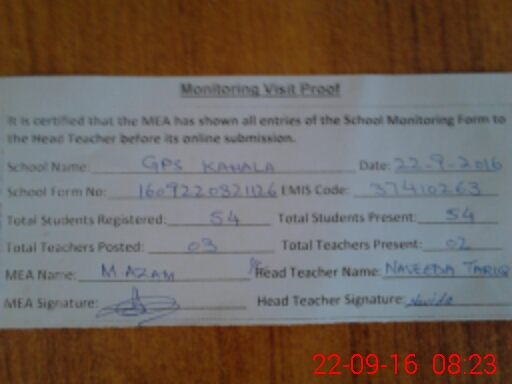 Monitoring Visit Proof
It is certified that the MEA has shown all entries of the School Monitoring Form to
the Head Teacher before its online submission.
School Name: GPS KAHALA Date: 22-9-2016
School Form No: 1609220821126 EMIS Code: 37410263
Total Students Registered: 54 Total Students Present: 54
Total Teachers Posted: 03 Total Teachers Present: 02
MEA Name: M.AZAM Head Teacher Name: NAVEEDA TARIQ
MEA Signature: Head Teacher Signature: Navida
22-09-16 08:23